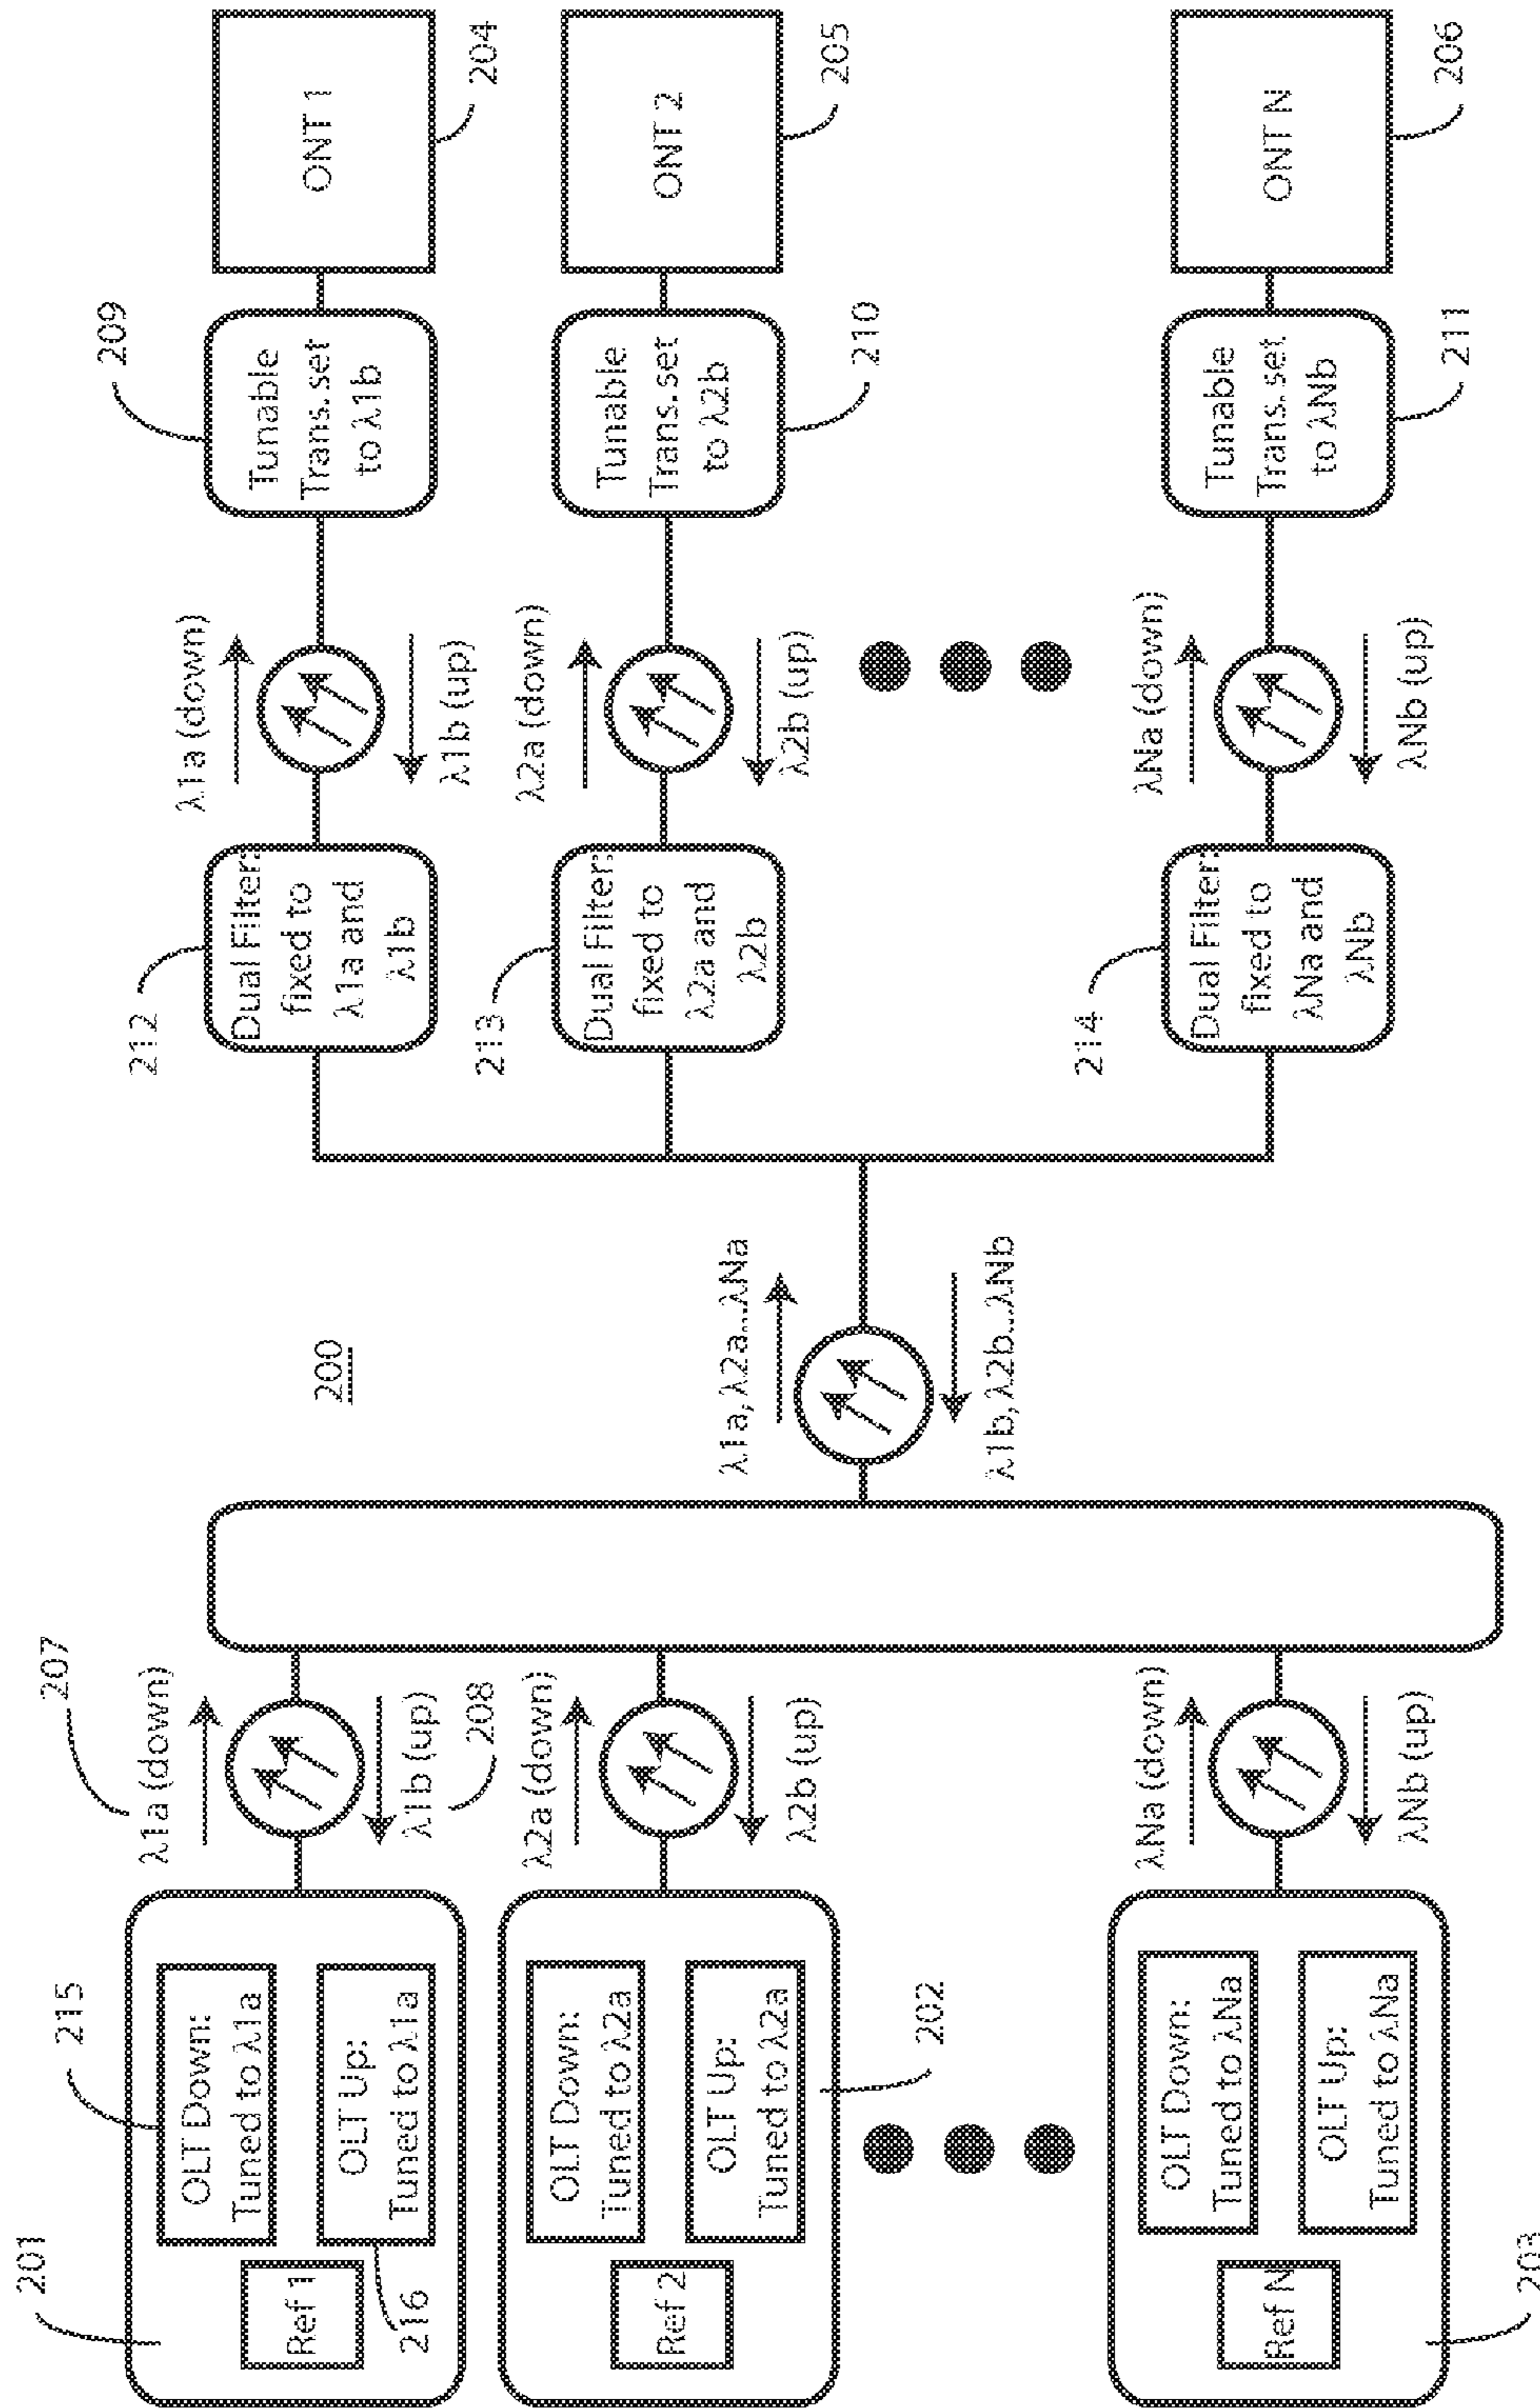 201
215
207
OLT Down:
Tuned to λ1a
OLT Up:
Tuned to λ1a
Ref 1
216
λ1a (down)
λ1b (up)
208
OLT Down:
Tuned to λ2a
OLT Up:
Tuned to λ2a
Ref 2
202
λ2a (down)
λ2b (up)
OLT Down:
Tuned to λNa
OLT Up:
Tuned to λNa
Ref N
203
λNa (down)
λNb (up)
200
λ1a, λ2a...λNa
λ1b, λ2b...λNb
212
Dual Filter:
fixed to
λ1a and
λ1b
λ1a (down)
λ1b (up)
209
Tunable
Trans. set
to λ1b
ONT 1
204
213
Dual Filter:
fixed to
λ2a and
λ2b
λ2a (down)
λ2b (up)
Tunable
Trans. set
to λ2b
210
ONT 2
205
214
Dual Filter:
fixed to
λNa and
λNb
λNa (down)
λNb (up)
Tunable
Trans. set
to λNb
211
ONT N
206